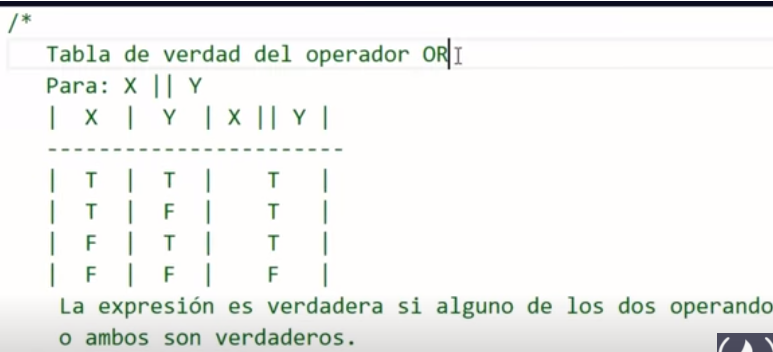 /*
Tabla de verdad del operador OR
Para: X || Y
| X | Y | X || Y |
-----------------------
| T | T | T |
| T | F | T |
| F | T | T |
| F | F | F |
La expresión es verdadera si alguno de los dos operando
o ambos son verdaderos.